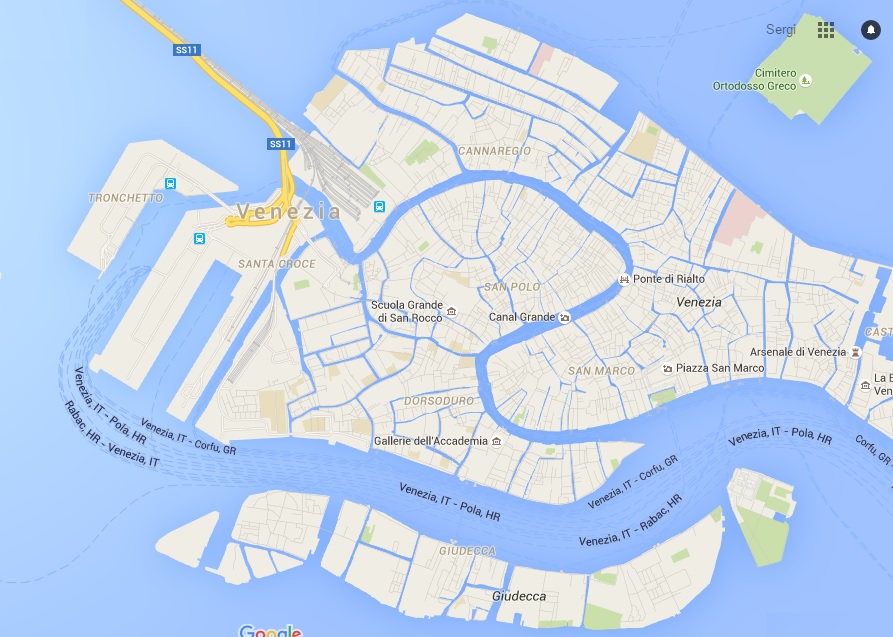 Sergi
SS11
Cimitero
Ortodosso Greco
SS11
CANNAREGIO
TRONCHETTO
Venezia
SANTA CROCE
Ponte di Rialto
SAN POLO
Venezia
Scuola Grande
di San Rocco
Canal Grande
CAST
Arsenale di Venezia
Piazza San Marco
SAN MARCO
La B
Ven
DORSODURO
Venezia, IT - Pola, HR
Rabac, HR - Venezia, IT
Venezia, IT - Corfu, GR
Gallerie dell'Accademia
Venezia, IT - Pola, HR
Corfu, GR
Venezia, IT - Corfu, GR
Venezia, IT - Pola, HR
Venezia, IT - Rabac, HR
GIUDECCA
Giudecca
Google